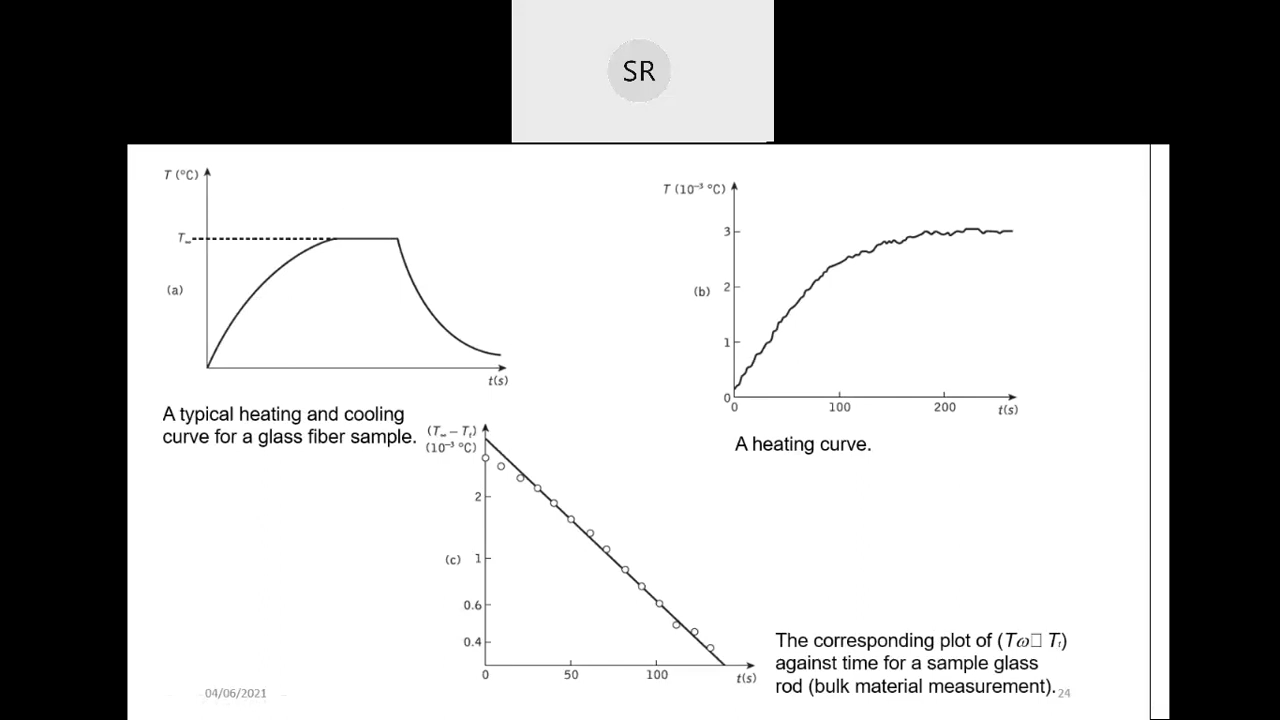 SR
T (°C)
T∞
(a)
t(s)
A typical heating and cooling
curve for a glass fiber sample.
T (10⁻³ °C)
3
(b) 2
1
0
0 100 200 t(s)
A heating curve.
(T∞ – Tₜ)
(10⁻³ °C)
2
(c) 1
0.6
0.4
0 50 100 t(s)
The corresponding plot of (Tω□ Tₜ)
against time for a sample glass
rod (bulk material measurement).
04/06/2021
24